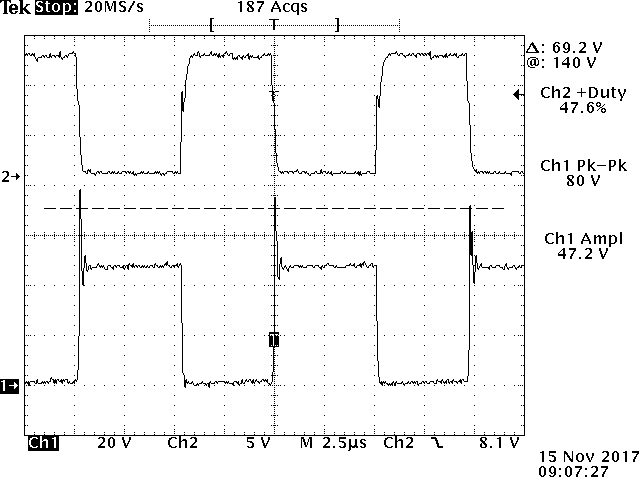 Tek Stop: 20MS/s 187 Acqs
[ T ]
Δ: 69.2 V
@: 140 V
Ch2 +Duty
47.6%
2→
Ch1 Pk−Pk
80 V
Ch1 Ampl
47.2 V
T
1→
Ch1 20 V Ch2 5 V M 2.5µs Ch2 8.1 V
15 Nov 2017
09:07:27